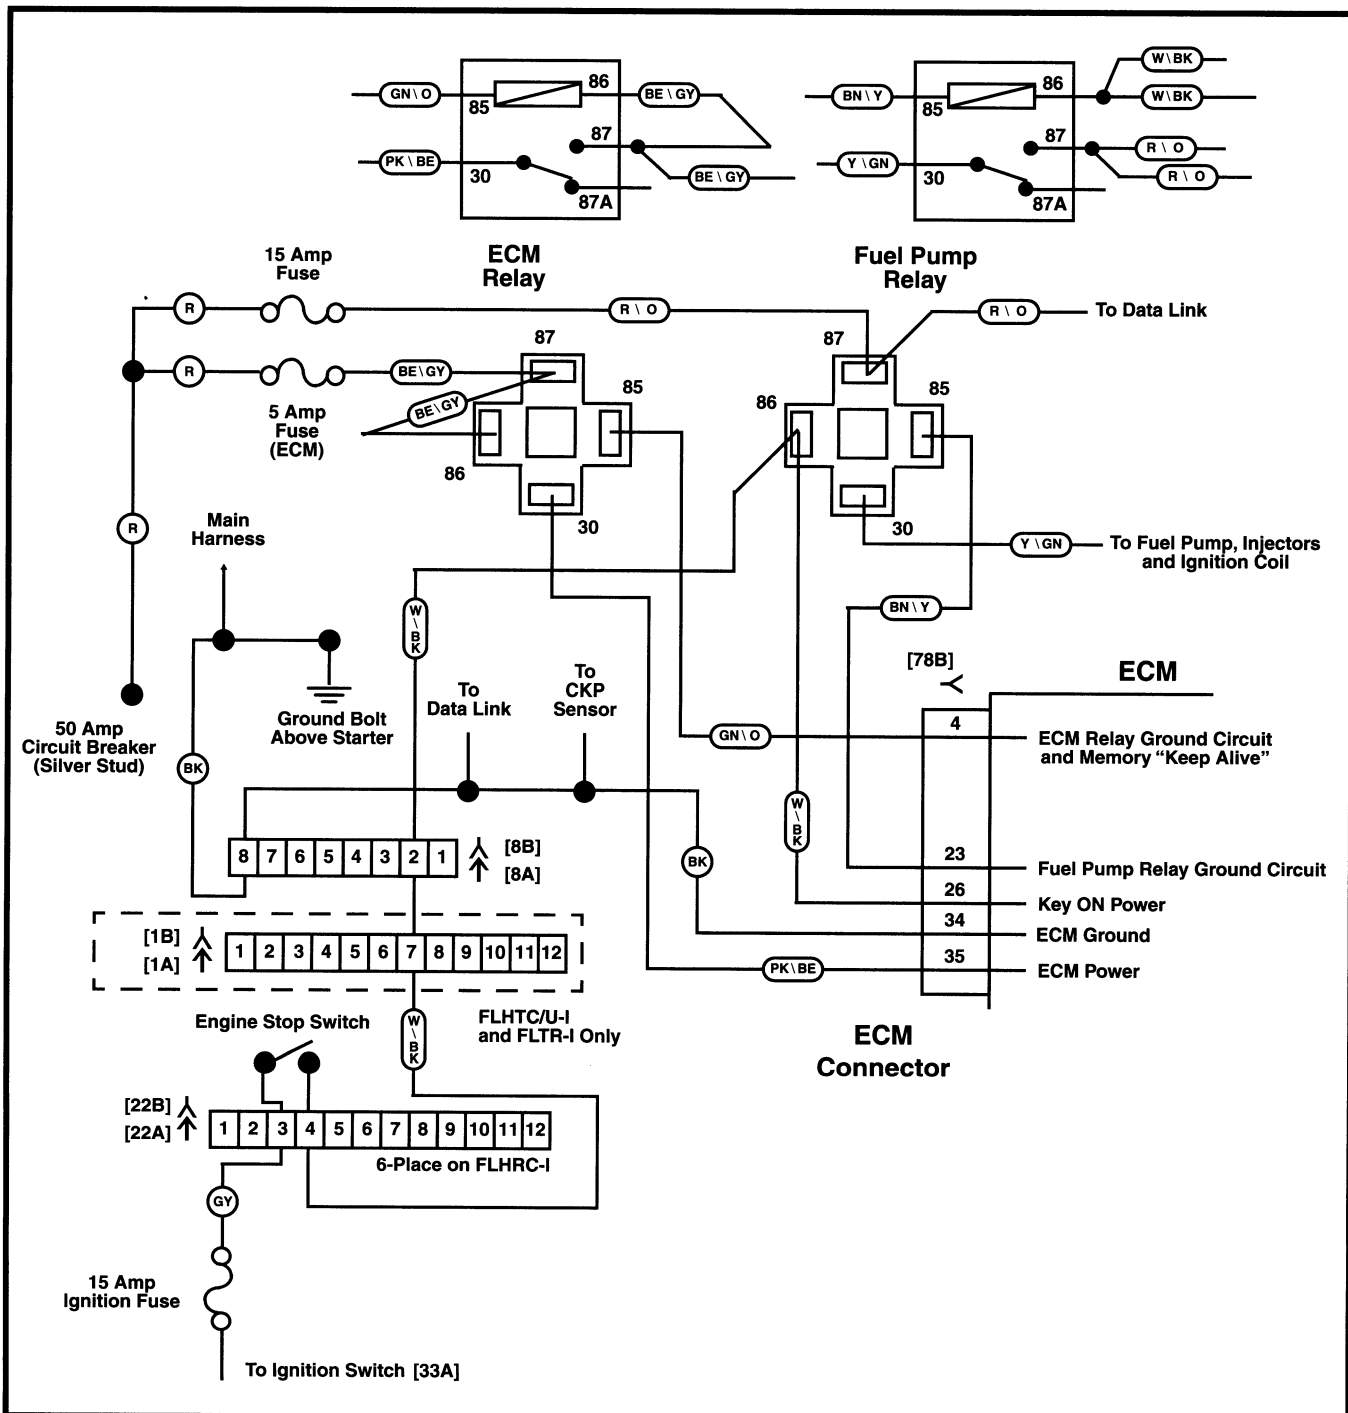 GN\O
85
86
BE\GY
PK\BE
30
87
87A
BE\GY
BN\Y
85
86
W\BK
W\BK
Y\GN
30
87
87A
R\O
R\O
ECM
Relay
Fuel Pump
Relay
15 Amp
Fuse
R
R\O
R\O
To Data Link
R
BE\GY
5 Amp
Fuse
(ECM)
BE\GY
87
85
86
30
87
86
85
30
R
Main
Harness
Y\GN
To Fuel Pump, Injectors
and Ignition Coil
W\BK
BN\Y
50 Amp
Circuit Breaker
(Silver Stud)
Ground Bolt
Above Starter
BK
To
Data Link
To
CKP
Sensor
[78B]
ECM
GN\O
4
ECM Relay Ground Circuit
and Memory “Keep Alive”
W\BK
BK
8 7 6 5 4 3 2 1
[8B]
[8A]
23
Fuel Pump Relay Ground Circuit
26
Key ON Power
34
ECM Ground
PK\BE
35
ECM Power
[1B]
[1A]
1 2 3 4 5 6 7 8 9 10 11 12
FLHTC/U-I
and FLTR-I Only
Engine Stop Switch
W\BK
ECM
Connector
[22B]
[22A]
1 2 3 4 5 6 7 8 9 10 11 12
6-Place on FLHRC-I
GY
15 Amp
Ignition Fuse
To Ignition Switch [33A]